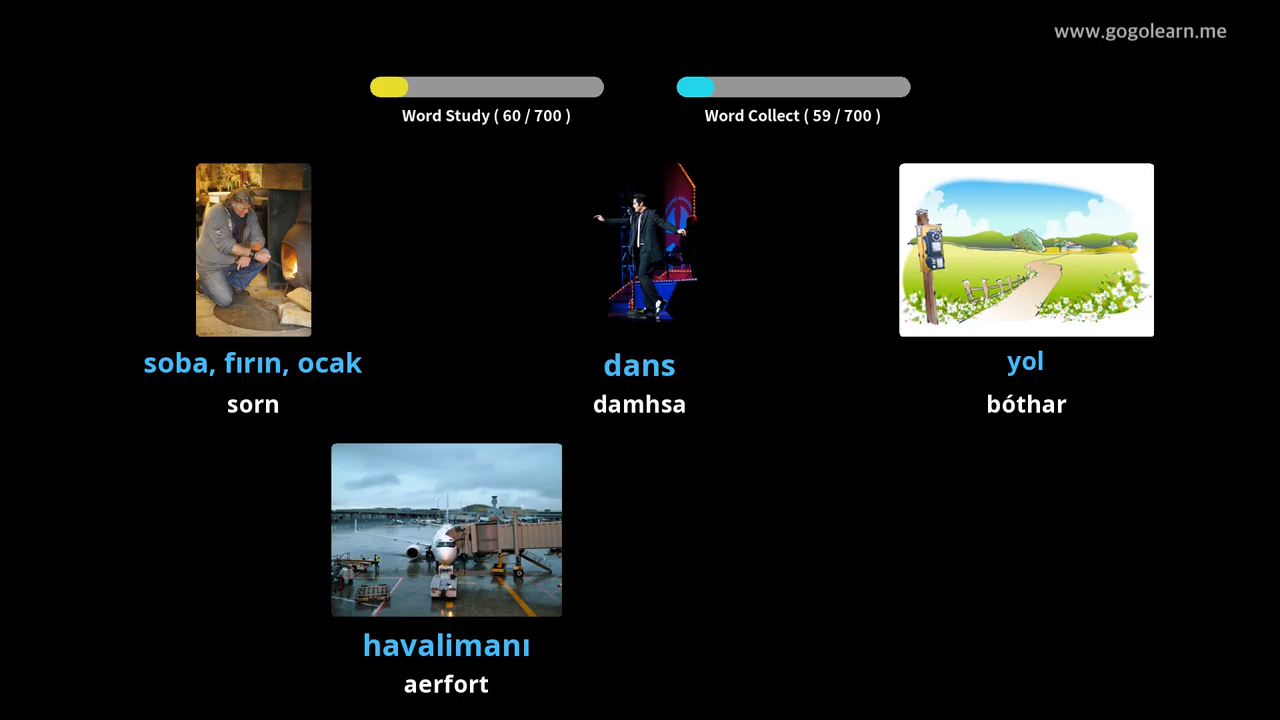 www.gogolearn.me
Word Study ( 60 / 700 )
Word Collect ( 59 / 700 )
soba, fırın, ocak
sorn
dans
damhsa
yol
bóthar
havalimanı
aerfort